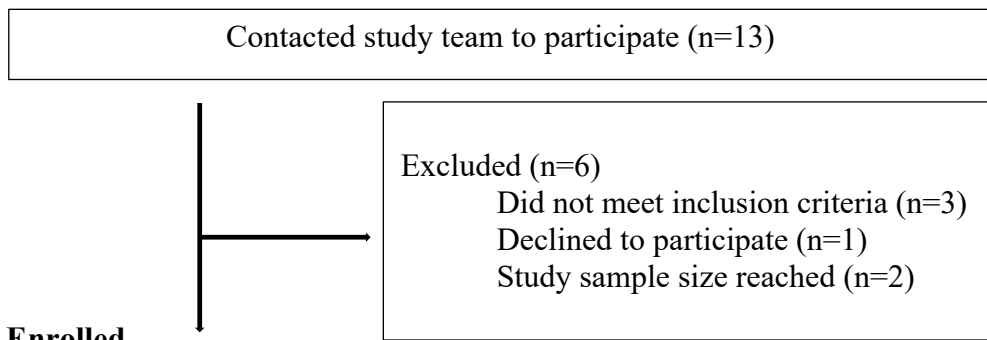 Contacted study team to participate (n=13)
Excluded (n=6)
Did not meet inclusion criteria (n=3)
Declined to participate (n=1)
Study sample size reached (n=2)
Enrolled